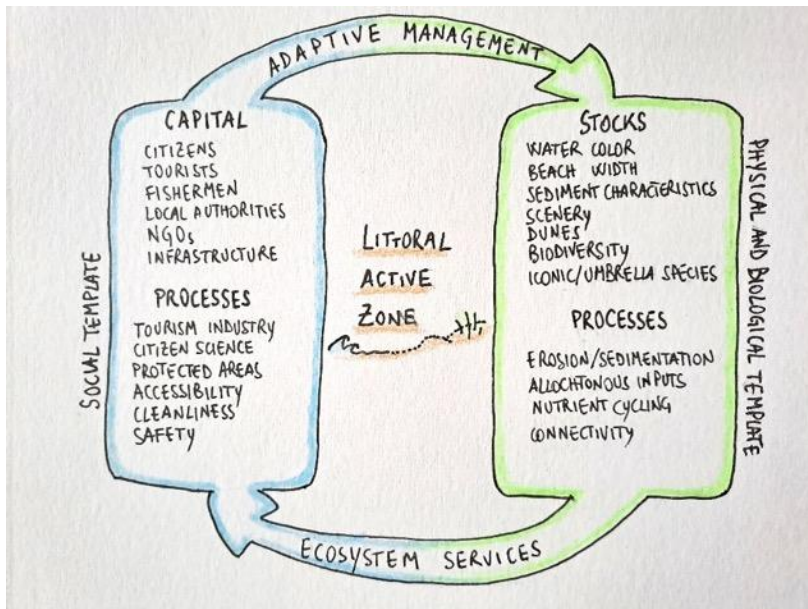 ADAPTIVE MANAGEMENT
SOCIAL TEMPLATE
CAPITAL
CITIZENS
TOURISTS
FISHERMEN
LOCAL AUTHORITIES
NGOs
INFRASTRUCTURE
PROCESSES
TOURISM INDUSTRY
CITIZEN SCIENCE
PROTECTED AREAS
ACCESSIBILITY
CLEANLINESS
SAFETY
LITTORAL
ACTIVE
ZONE
STOCKS
WATER COLOR
BEACH WIDTH
SEDIMENT CHARACTERISTICS
SCENERY
DUNES
BIODIVERSITY
ICONIC/UMBRELLA SPECIES
PROCESSES
EROSION/SEDIMENTATION
ALLOCHTONOUS INPUTS
NUTRIENT CYCLING
CONNECTIVITY
PHYSICAL AND BIOLOGICAL TEMPLATE
ECOSYSTEM SERVICES